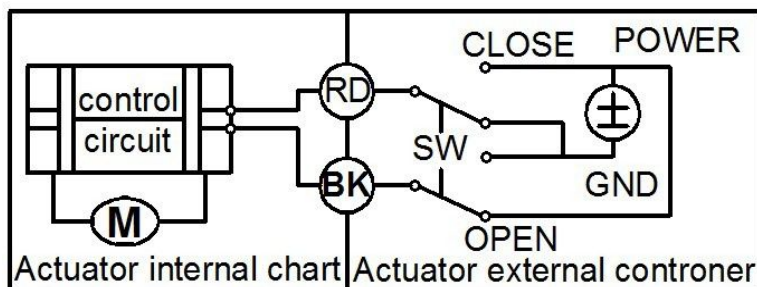 CLOSE POWER
RD
control
circuit
SW
±
BK
GND
M
OPEN
Actuator internal chart
Actuator external controner